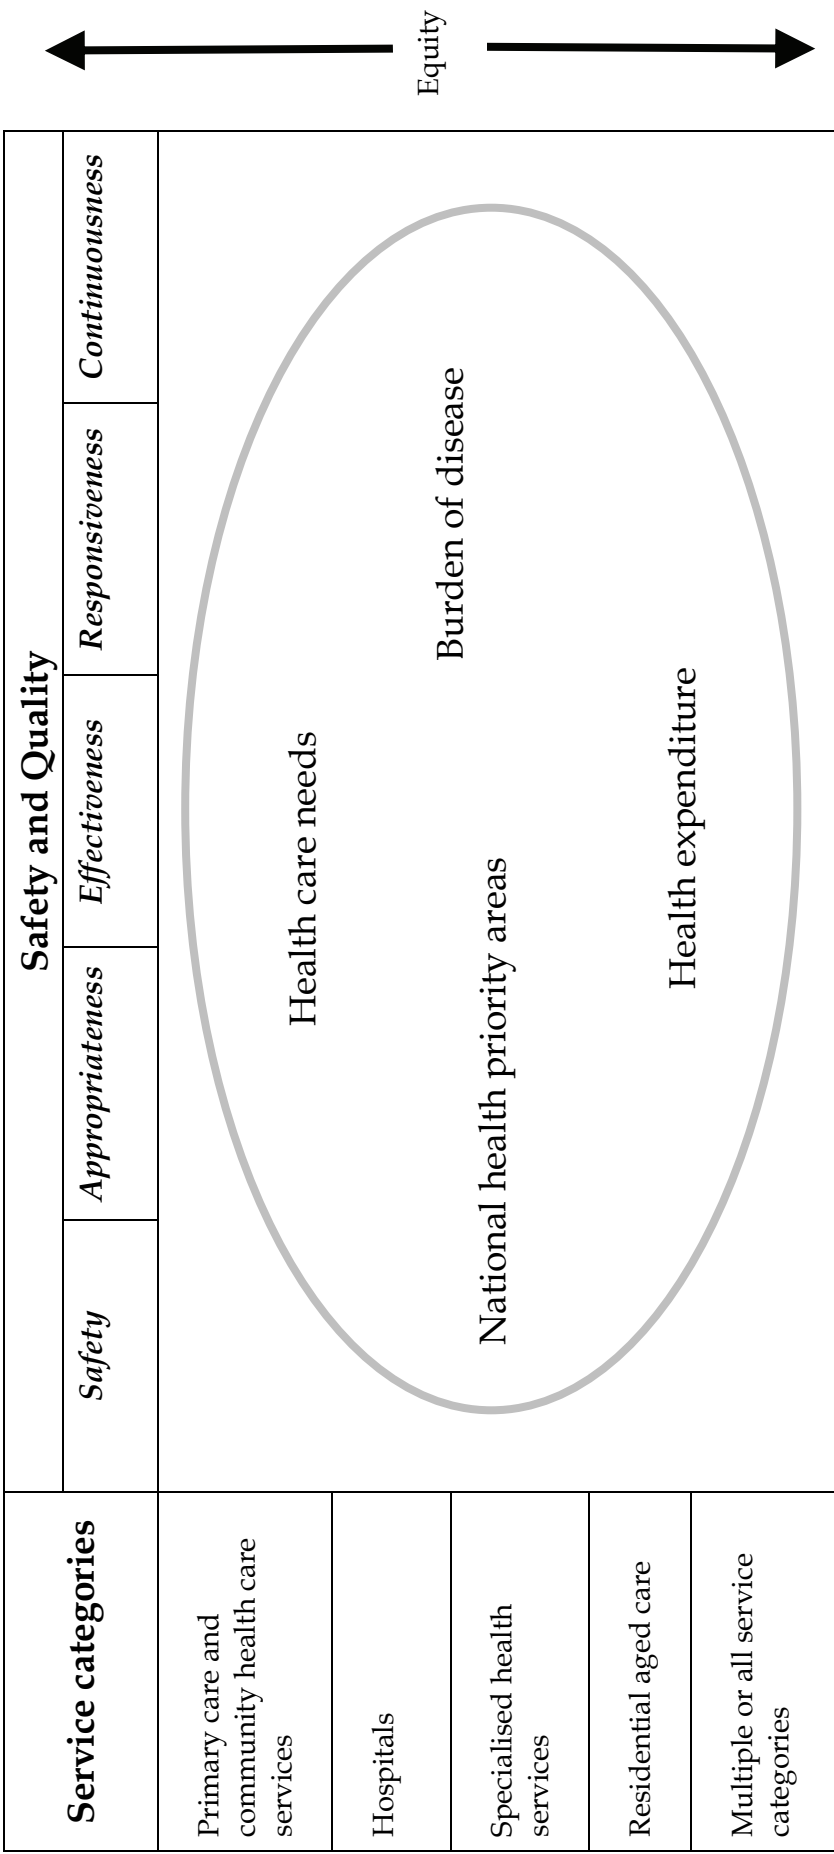 Service categories
Safety and Quality
Safety
Appropriateness
Effectiveness
Responsiveness
Continuousness
Primary care and
community health care
services
Hospitals
Specialised health
services
Residential aged care
Multiple or all service
categories
Health care needs
Burden of disease
National health priority areas
Health expenditure
Equity